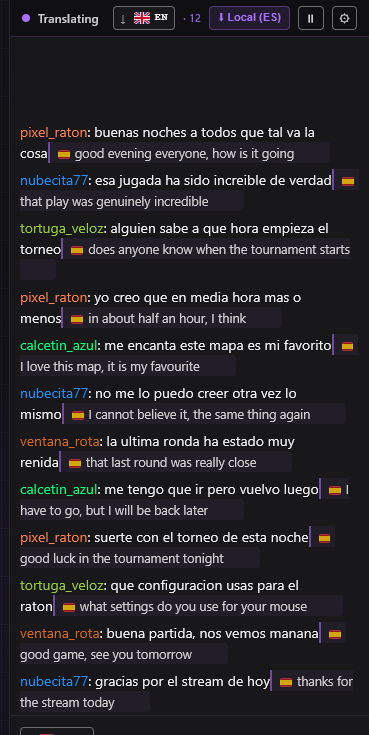 Translating ↓ EN · 12 Local (ES)
pixel_raton: buenas noches a todos que tal va la
cosa good evening everyone, how is it going
nubecita77: esa jugada ha sido increible de verdad
that play was genuinely incredible
tortuga_veloz: alguien sabe a que hora empieza el
torneo does anyone know when the tournament starts
pixel_raton: yo creo que en media hora mas o
menos in about half an hour, I think
calcetin_azul: me encanta este mapa es mi favorito
I love this map, it is my favourite
nubecita77: no me lo puedo creer otra vez lo
mismo I cannot believe it, the same thing again
ventana_rota: la ultima ronda ha estado muy
renida that last round was really close
calcetin_azul: me tengo que ir pero vuelvo luego I
have to go, but I will be back later
pixel_raton: suerte con el torneo de esta noche
good luck in the tournament tonight
tortuga_veloz: que configuracion usas para el
raton what settings do you use for your mouse
ventana_rota: buena partida, nos vemos manana
good game, see you tomorrow
nubecita77: gracias por el stream de hoy thanks for
the stream today